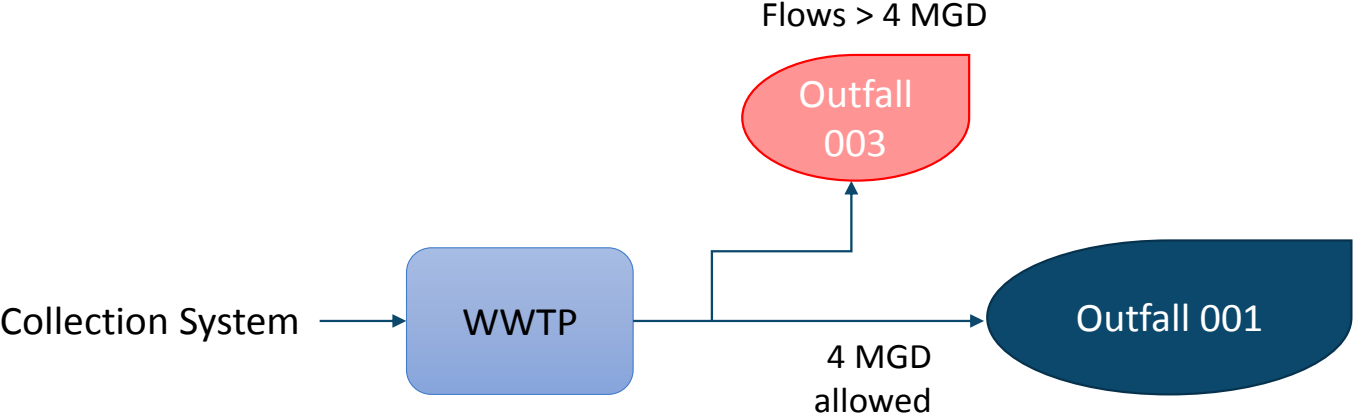 Flows > 4 MGD
Outfall
003
Collection System
WWTP
Outfall 001
4 MGD
allowed